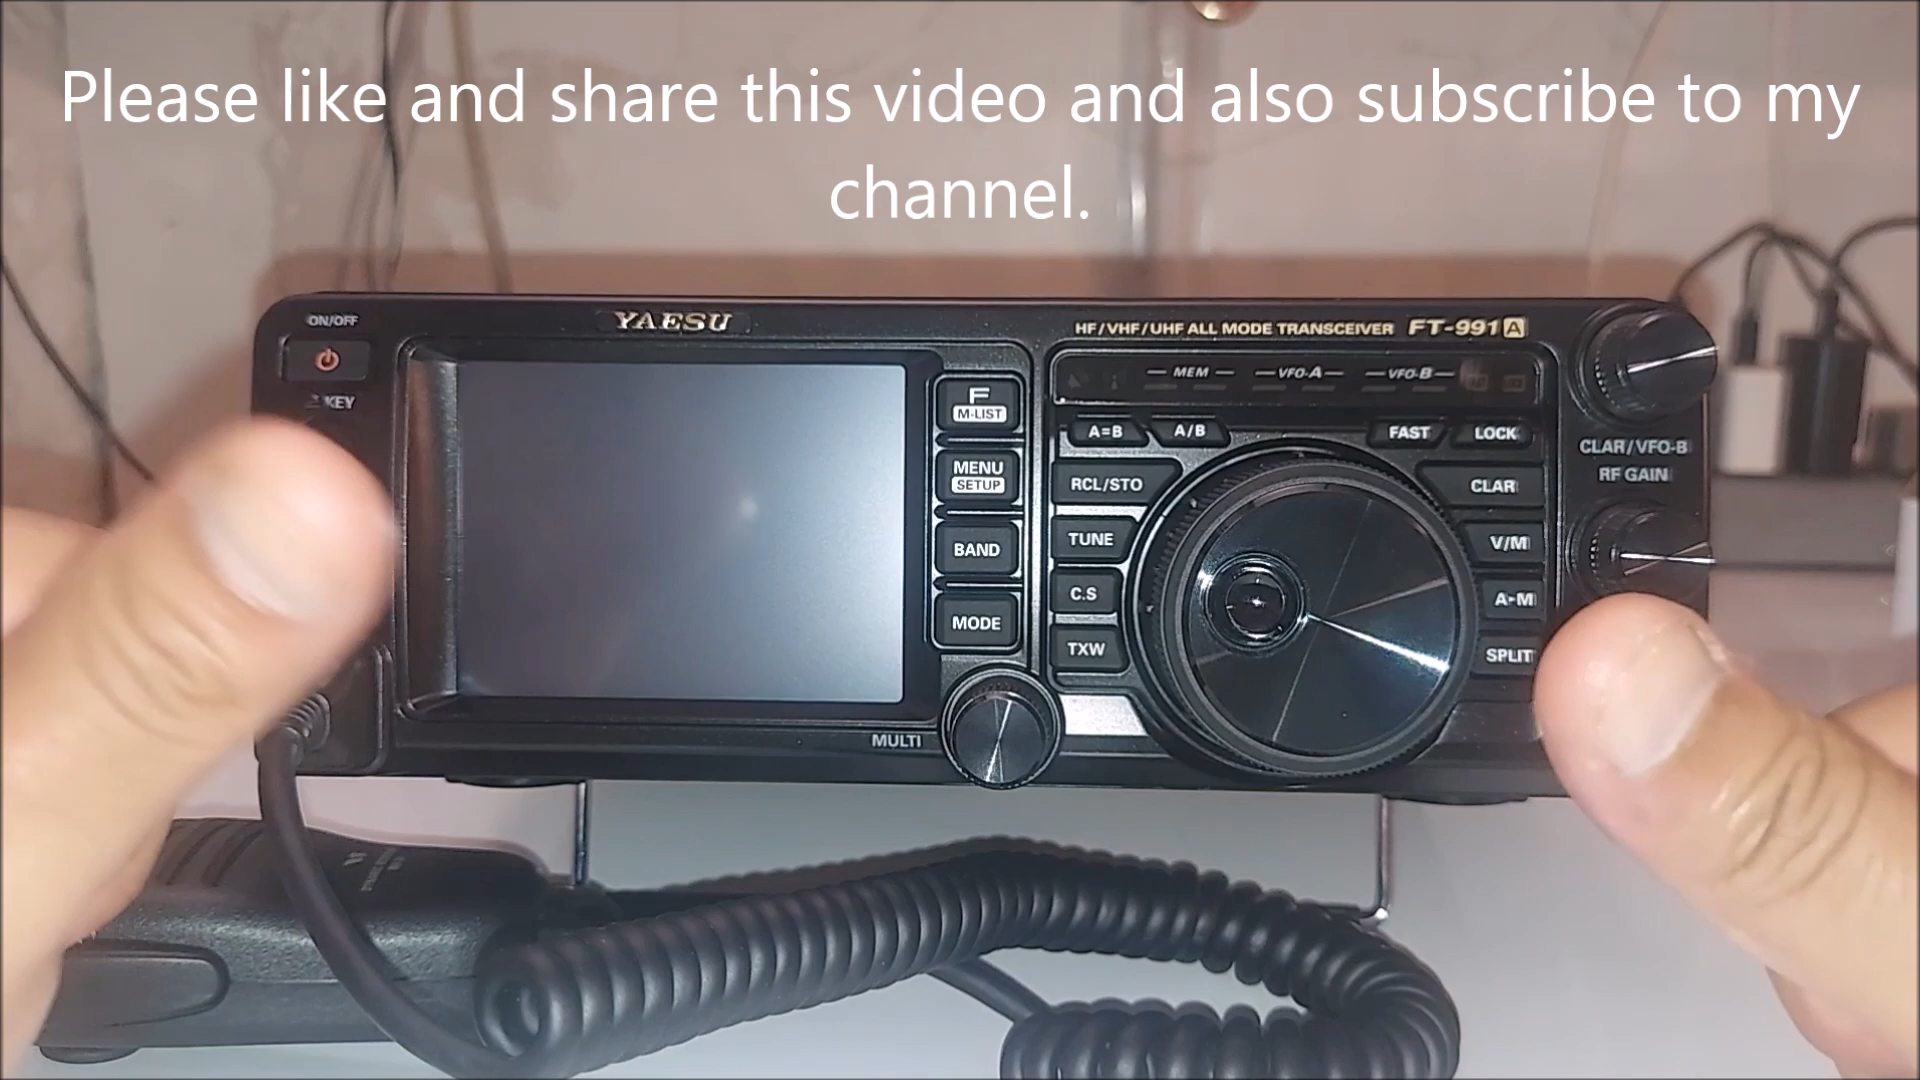 Please like and share this video and also subscribe to my
channel.
ON/OFF
YAESU
HF/VHF/UHF ALL MODE TRANSCEIVER FT-991A
KEY
F
M-LIST
MENU
SETUP
BAND
MODE
MULTI
MEM
VFO-A
VFO-B
A=B
A/B
FAST
LOCK
RCL/STO
CLAR
TUNE
V/M
C.S
A▸M
TXW
SPLIT
CLAR/VFO-B
RF GAIN